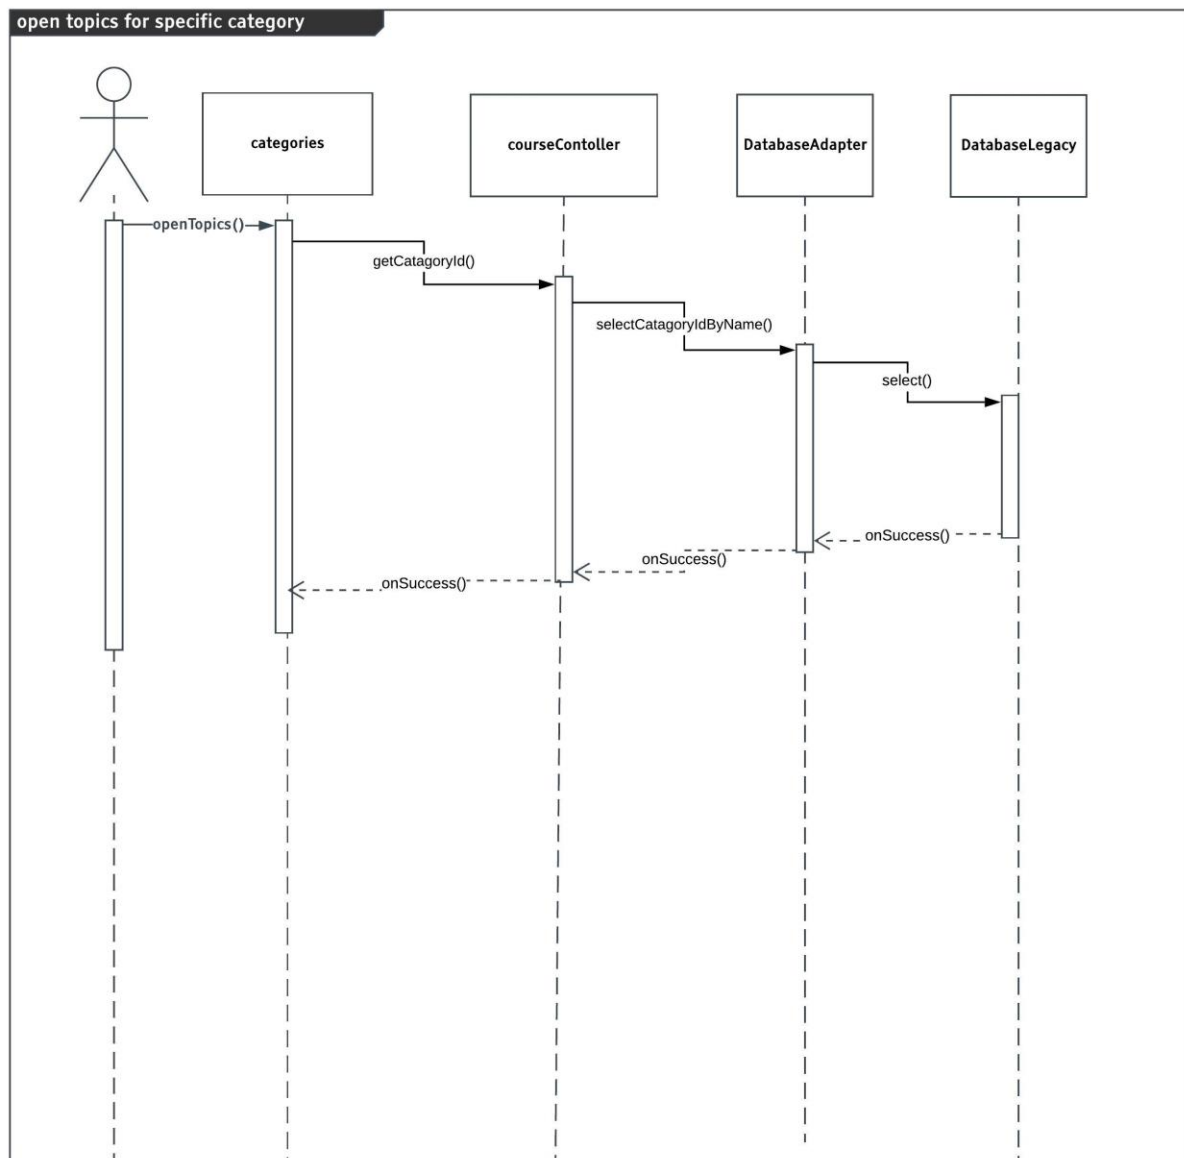 open topics for specific category
categories
courseContoller
DatabaseAdapter
DatabaseLegacy
openTopics()
getCatagoryId()
selectCatagoryIdByName()
select()
onSuccess()
onSuccess()
onSuccess()